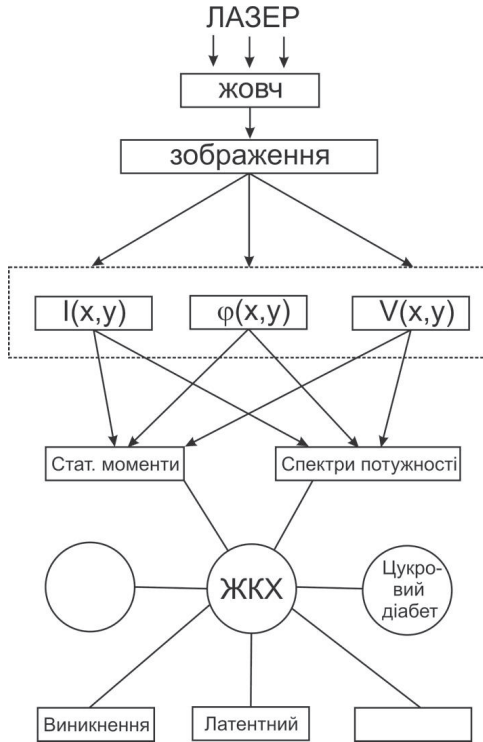 ЛАЗЕР
жовч
зображення
I(x,y) φ(x,y) V(x,y)
Стат. моменти Спектри потужності
ЖКХ
Цукро-
вий
діабет
Виникнення Латентний